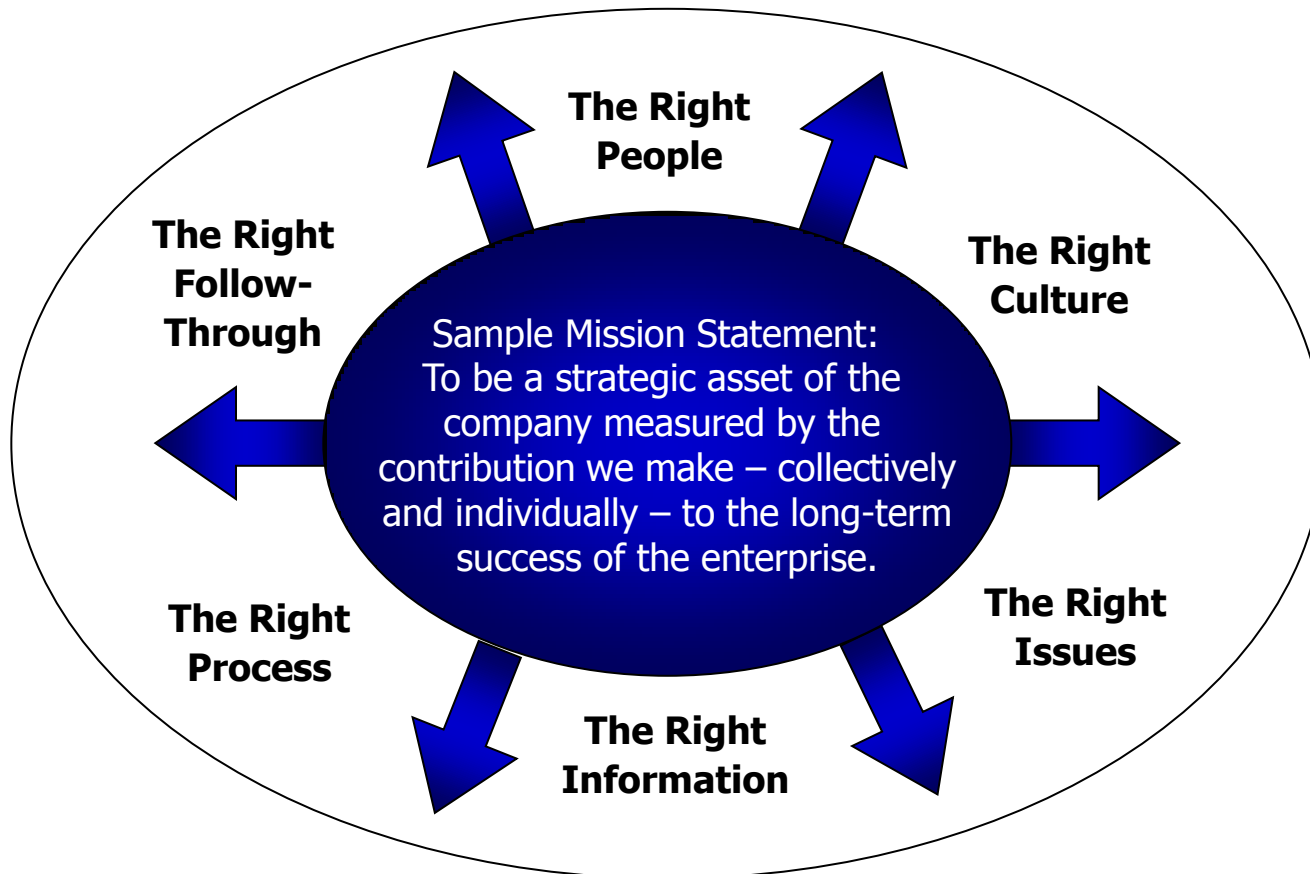 The Right
People
The Right
Culture
The Right
Issues
The Right
Information
The Right
Process
The Right
Follow-
Through
Sample Mission Statement:
To be a strategic asset of the
company measured by the
contribution we make – collectively
and individually – to the long-term
success of the enterprise.